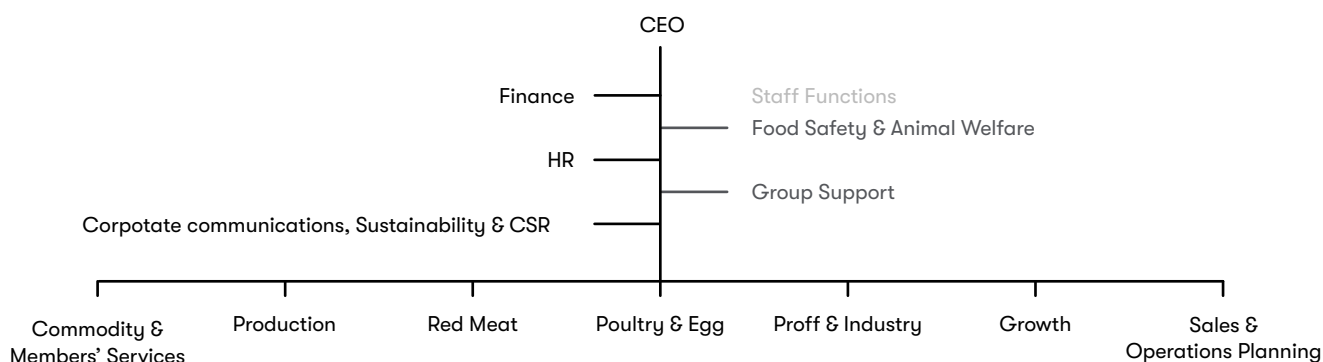 CEO
Finance
Staff Functions
Food Safety & Animal Welfare
HR
Group Support
Corpotate communications, Sustainability & CSR
Commodity &
Members’ Services
Production
Red Meat
Poultry & Egg
Proff & Industry
Growth
Sales &
Operations Planning